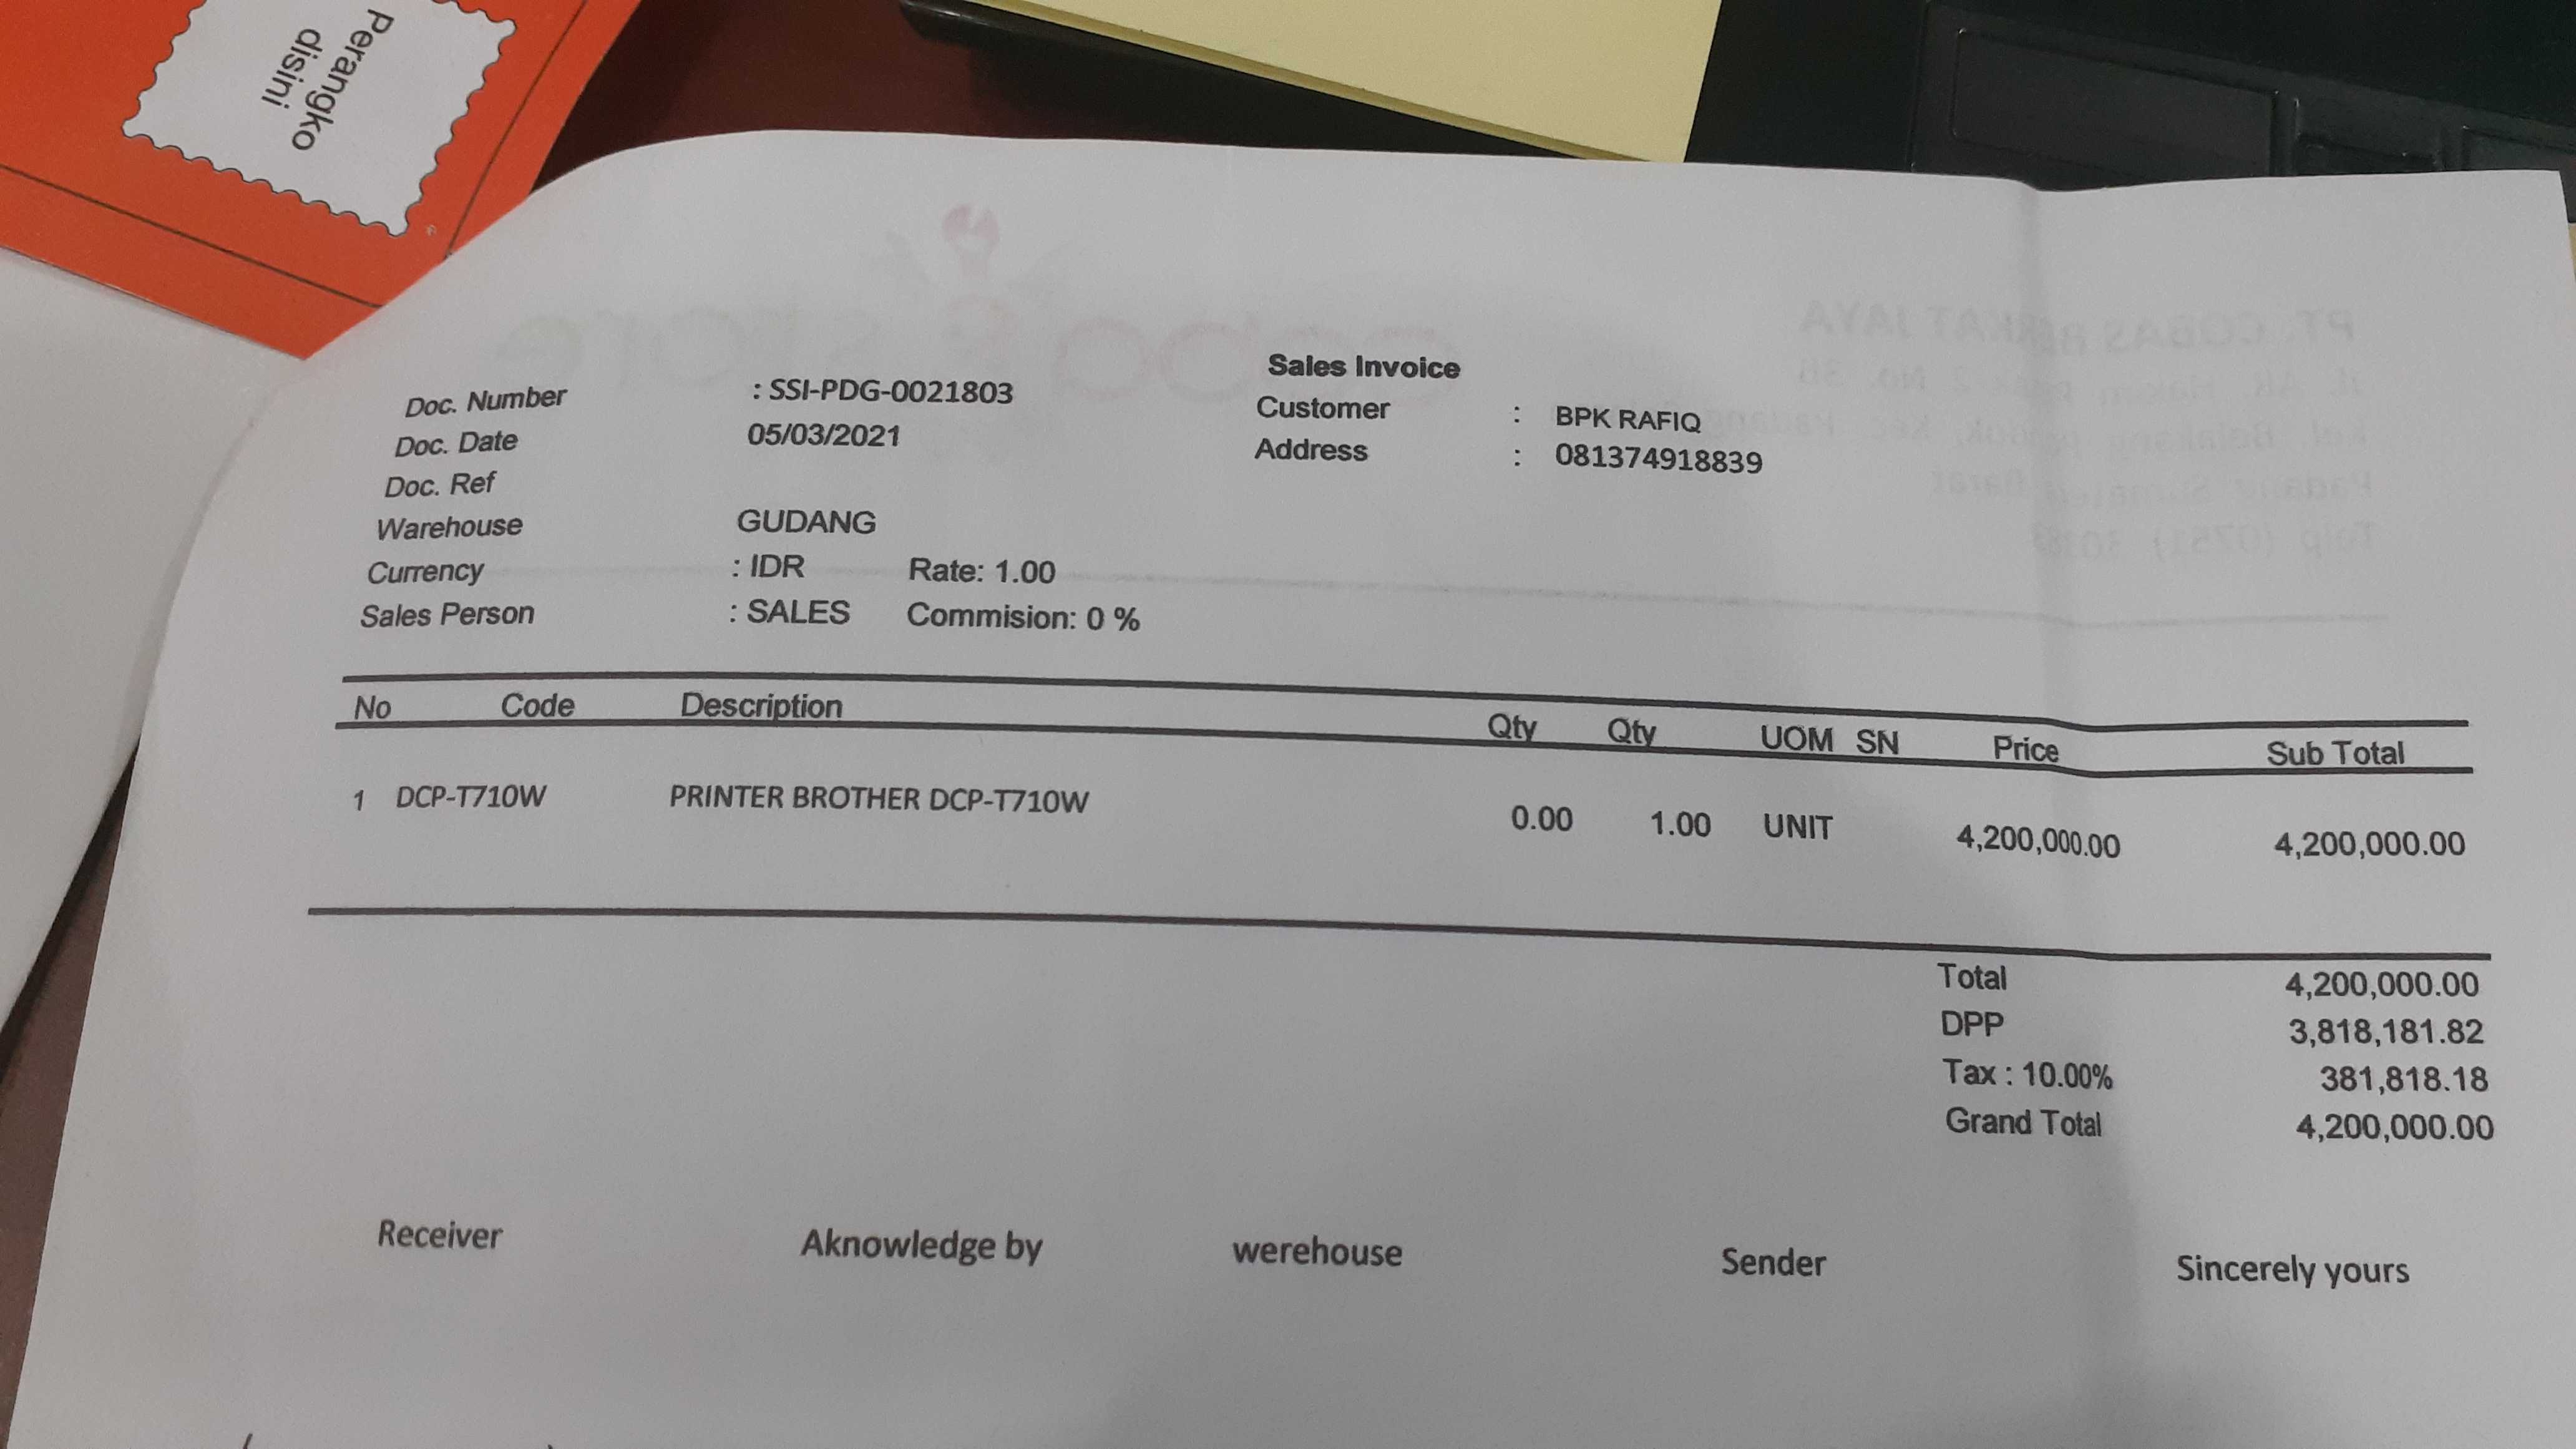 Perangko
disini
Sales Invoice
Doc. Number : SSI-PDG-0021803
Customer : BPK RAFIQ
Doc. Date 05/03/2021
Address : 081374918839
Doc. Ref
Warehouse GUDANG
Currency : IDR Rate: 1.00
Sales Person : SALES Commision: 0 %
No Code Description Qty Qty UOM SN Price Sub Total
1 DCP-T710W PRINTER BROTHER DCP-T710W 0.00 1.00 UNIT 4,200,000.00 4,200,000.00
Total 4,200,000.00
DPP 3,818,181.82
Tax : 10.00% 381,818.18
Grand Total 4,200,000.00
Receiver Aknowledge by werehouse Sender Sincerely yours